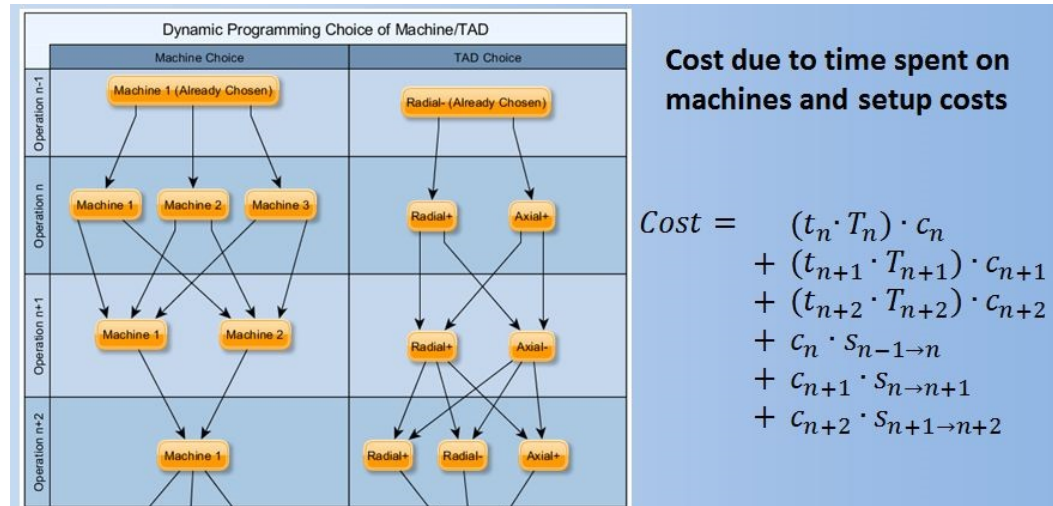 Dynamic Programming Choice of Machine/TAD
Machine Choice
TAD Choice
Operation n-1
Machine 1 (Already Chosen)
Radial- (Already Chosen)
Operation n
Machine 1
Machine 2
Machine 3
Radial+
Axial+
Operation n+1
Machine 1
Machine 2
Radial+
Axial-
Operation n+2
Machine 1
Radial+
Radial-
Axial+
Cost due to time spent on
machines and setup costs
Cost = (tₙ · Tₙ) · cₙ
+ (tₙ₊₁ · Tₙ₊₁) · cₙ₊₁
+ (tₙ₊₂ · Tₙ₊₂) · cₙ₊₂
+ cₙ · sₙ₋₁→ₙ
+ cₙ₊₁ · sₙ→ₙ₊₁
+ cₙ₊₂ · sₙ₊₁→ₙ₊₂